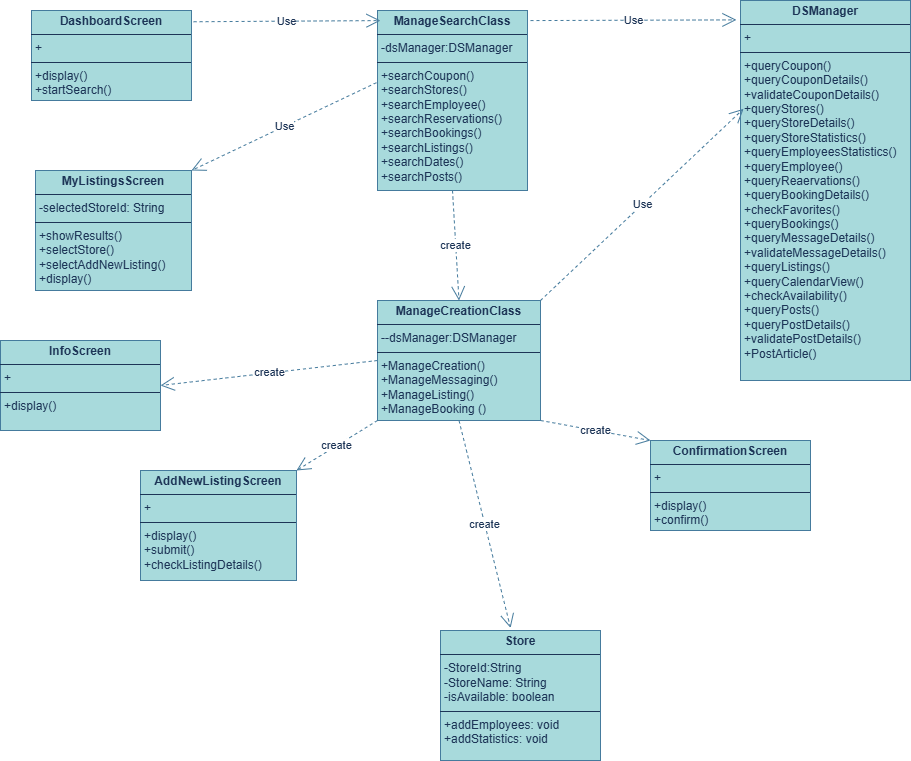 DashboardScreen
+
+display()
+startSearch()
Use
ManageSearchClass
-dsManager:DSManager
+searchCoupon()
+searchStores()
+searchEmployee()
+searchReservations()
+searchBookings()
+searchListings()
+searchDates()
+searchPosts()
Use
DSManager
+
+queryCoupon()
+queryCouponDetails()
+validateCouponDetails()
+queryStores()
+queryStoreDetails()
+queryStoreStatistics()
+queryEmployeesStatistics()
+queryEmployee()
+queryReaervations()
+queryBookingDetails()
+checkFavorites()
+queryBookings()
+queryMessageDetails()
+validateMessageDetails()
+queryListings()
+queryCalendarView()
+checkAvailability()
+queryPosts()
+queryPostDetails()
+validatePostDetails()
+PostArticle()
Use
MyListingsScreen
-selectedStoreId: String
+showResults()
+selectStore()
+selectAddNewListing()
+display()
create
Use
ManageCreationClass
--dsManager:DSManager
+ManageCreation()
+ManageMessaging()
+ManageListing()
+ManageBooking ()
InfoScreen
+
+display()
create
create
AddNewListingScreen
+
+display()
+submit()
+checkListingDetails()
create
ConfirmationScreen
+
+display()
+confirm()
create
Store
-StoreId:String
-StoreName: String
-isAvailable: boolean
+addEmployees: void
+addStatistics: void